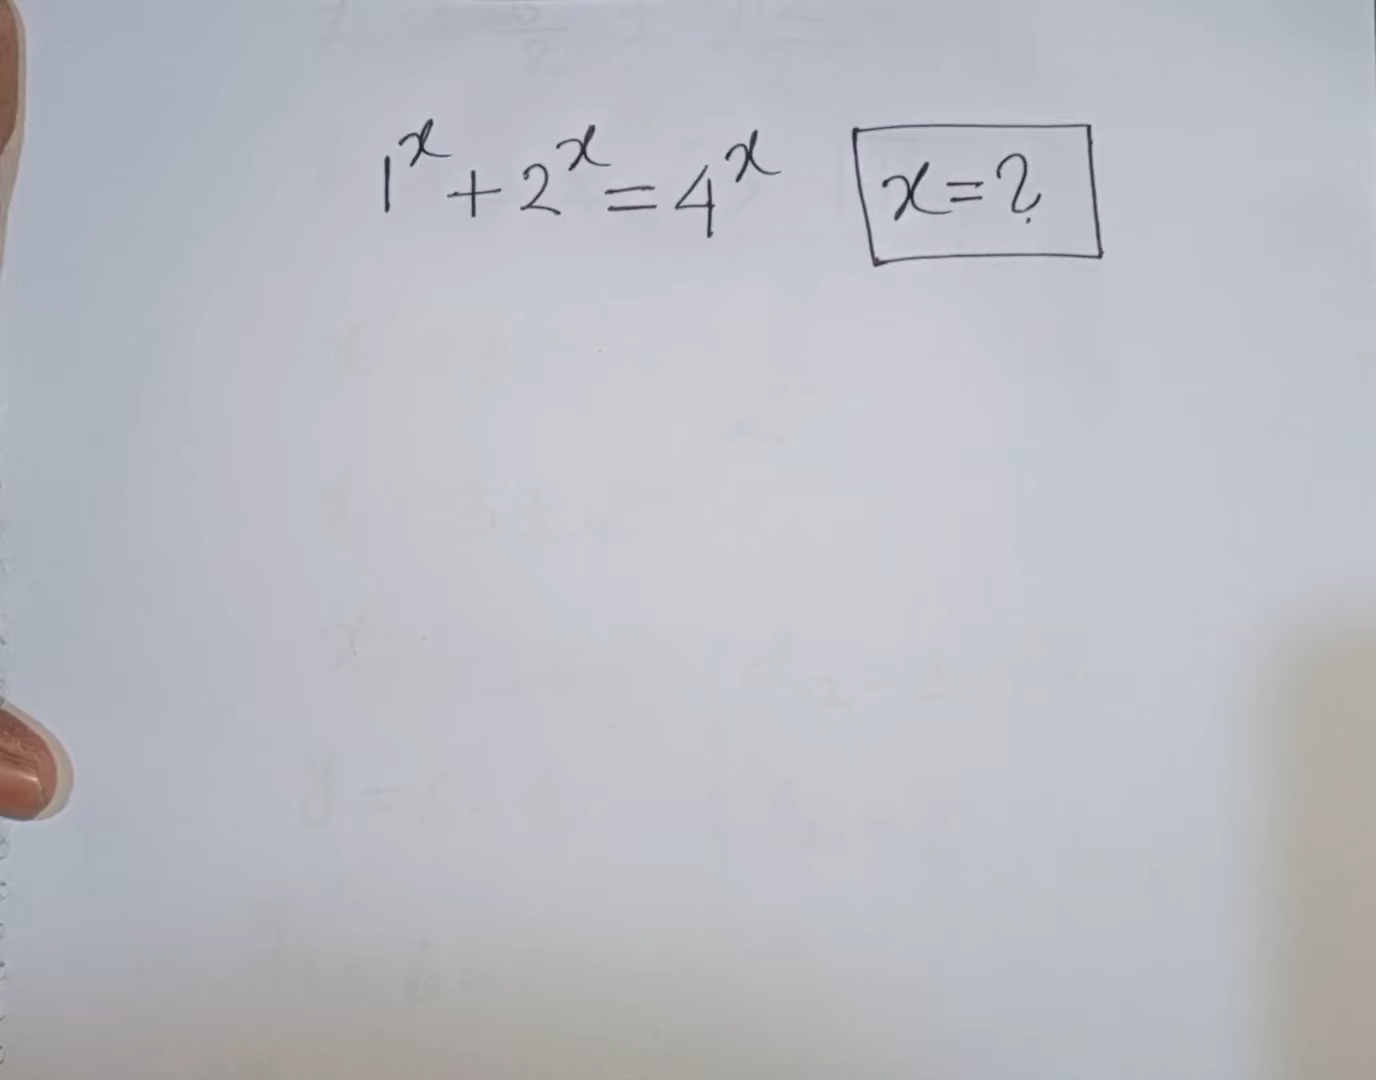 1^x + 2^x = 4^x x = ?